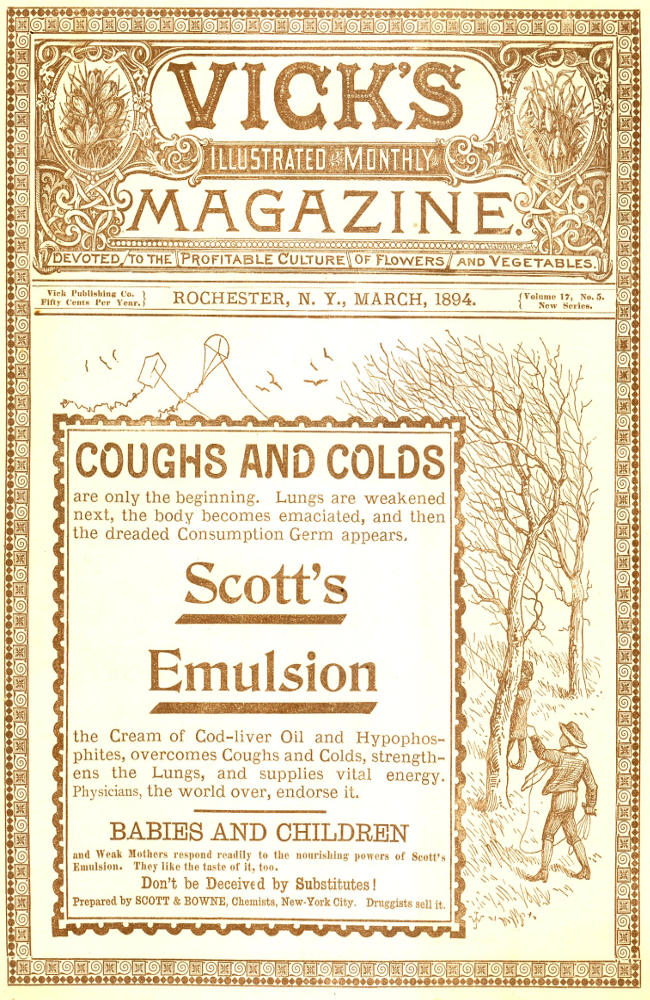 VICK'S
ILLUSTRATED MONTHLY
MAGAZINE.
DEVOTED TO THE PROFITABLE CULTURE OF FLOWERS AND VEGETABLES.
Vick Publishing Co.
Fifty Cents Per Year.
ROCHESTER, N. Y., MARCH, 1894.
Volume 17, No. 5.
New Series.
COUGHS AND COLDS
are only the beginning. Lungs are weakened
next, the body becomes emaciated, and then
the dreaded Consumption Germ appears.
Scott's
Emulsion
the Cream of Cod-liver Oil and Hypophos-
phites, overcomes Coughs and Colds, strength-
ens the Lungs, and supplies vital energy.
Physicians, the world over, endorse it.
BABIES AND CHILDREN
and Weak Mothers respond readily to the nourishing powers of Scott's
Emulsion. They like the taste of it, too.
Don't be Deceived by Substitutes!
Prepared by SCOTT & BOWNE, Chemists, New-York City. Druggists sell it.